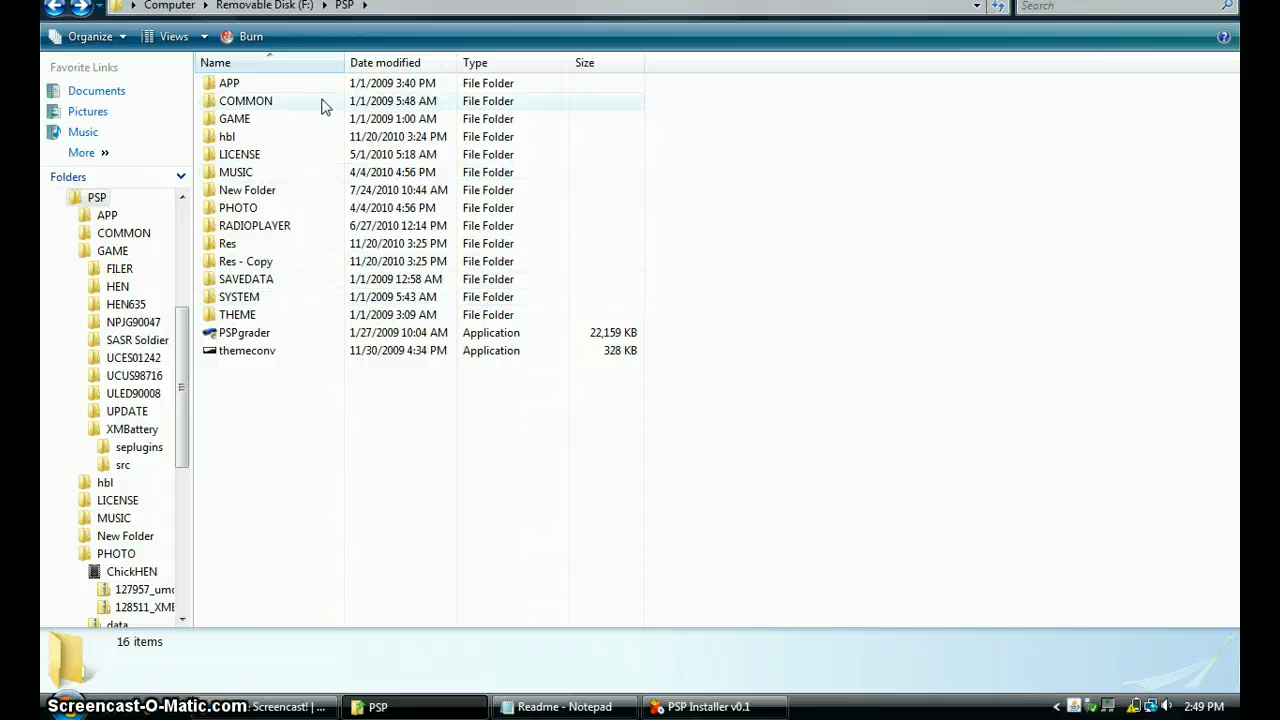 Computer Removable Disk (F:) PSP Search
Organize Views Burn
Favorite Links
Documents
Pictures
Music
More »
Folders
PSP
APP
COMMON
GAME
FILER
HEN
HEN635
NPJG90047
SASR Soldier
UCES01242
UCUS98716
ULED90008
UPDATE
XMBattery
seplugins
src
hbl
LICENSE
MUSIC
New Folder
PHOTO
ChickHEN
127957_umd
128511_XME
data
Name Date modified Type Size
APP 1/1/2009 3:40 PM File Folder
COMMON 1/1/2009 5:48 AM File Folder
GAME 1/1/2009 1:00 AM File Folder
hbl 11/20/2010 3:24 PM File Folder
LICENSE 5/1/2010 5:18 AM File Folder
MUSIC 4/4/2010 4:56 PM File Folder
New Folder 7/24/2010 10:44 AM File Folder
PHOTO 4/4/2010 4:56 PM File Folder
RADIOPLAYER 6/27/2010 12:14 PM File Folder
Res 11/20/2010 3:25 PM File Folder
Res - Copy 11/20/2010 3:25 PM File Folder
SAVEDATA 1/1/2009 12:58 AM File Folder
SYSTEM 1/1/2009 5:43 AM File Folder
THEME 1/1/2009 3:09 AM File Folder
PSPgrader 1/27/2009 10:04 AM Application 22,159 KB
themeconv 11/30/2009 4:34 PM Application 328 KB
16 items
Screencast-O-Matic.com Screencast! | ... PSP Readme - Notepad PSP Installer v0.1 < 2:49 PM